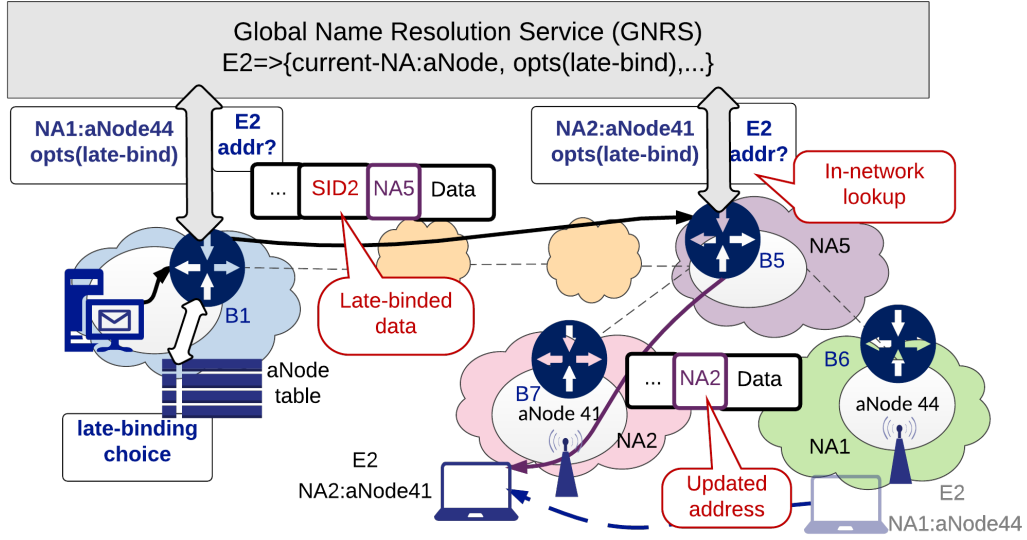 Global Name Resolution Service (GNRS)
E2=>{current-NA:aNode, opts(late-bind),...}
NA1:aNode44
opts(late-bind)
E2
addr?
NA2:aNode41
opts(late-bind)
E2
addr?
... SID2 NA5 Data
In-network
lookup
NA5
B5
B1
Late-binded
data
aNode
table
late-binding
choice
B7
aNode 41
NA2
... NA2 Data
B6
aNode 44
NA1
E2
NA2:aNode41
Updated
address
E2
NA1:aNode44